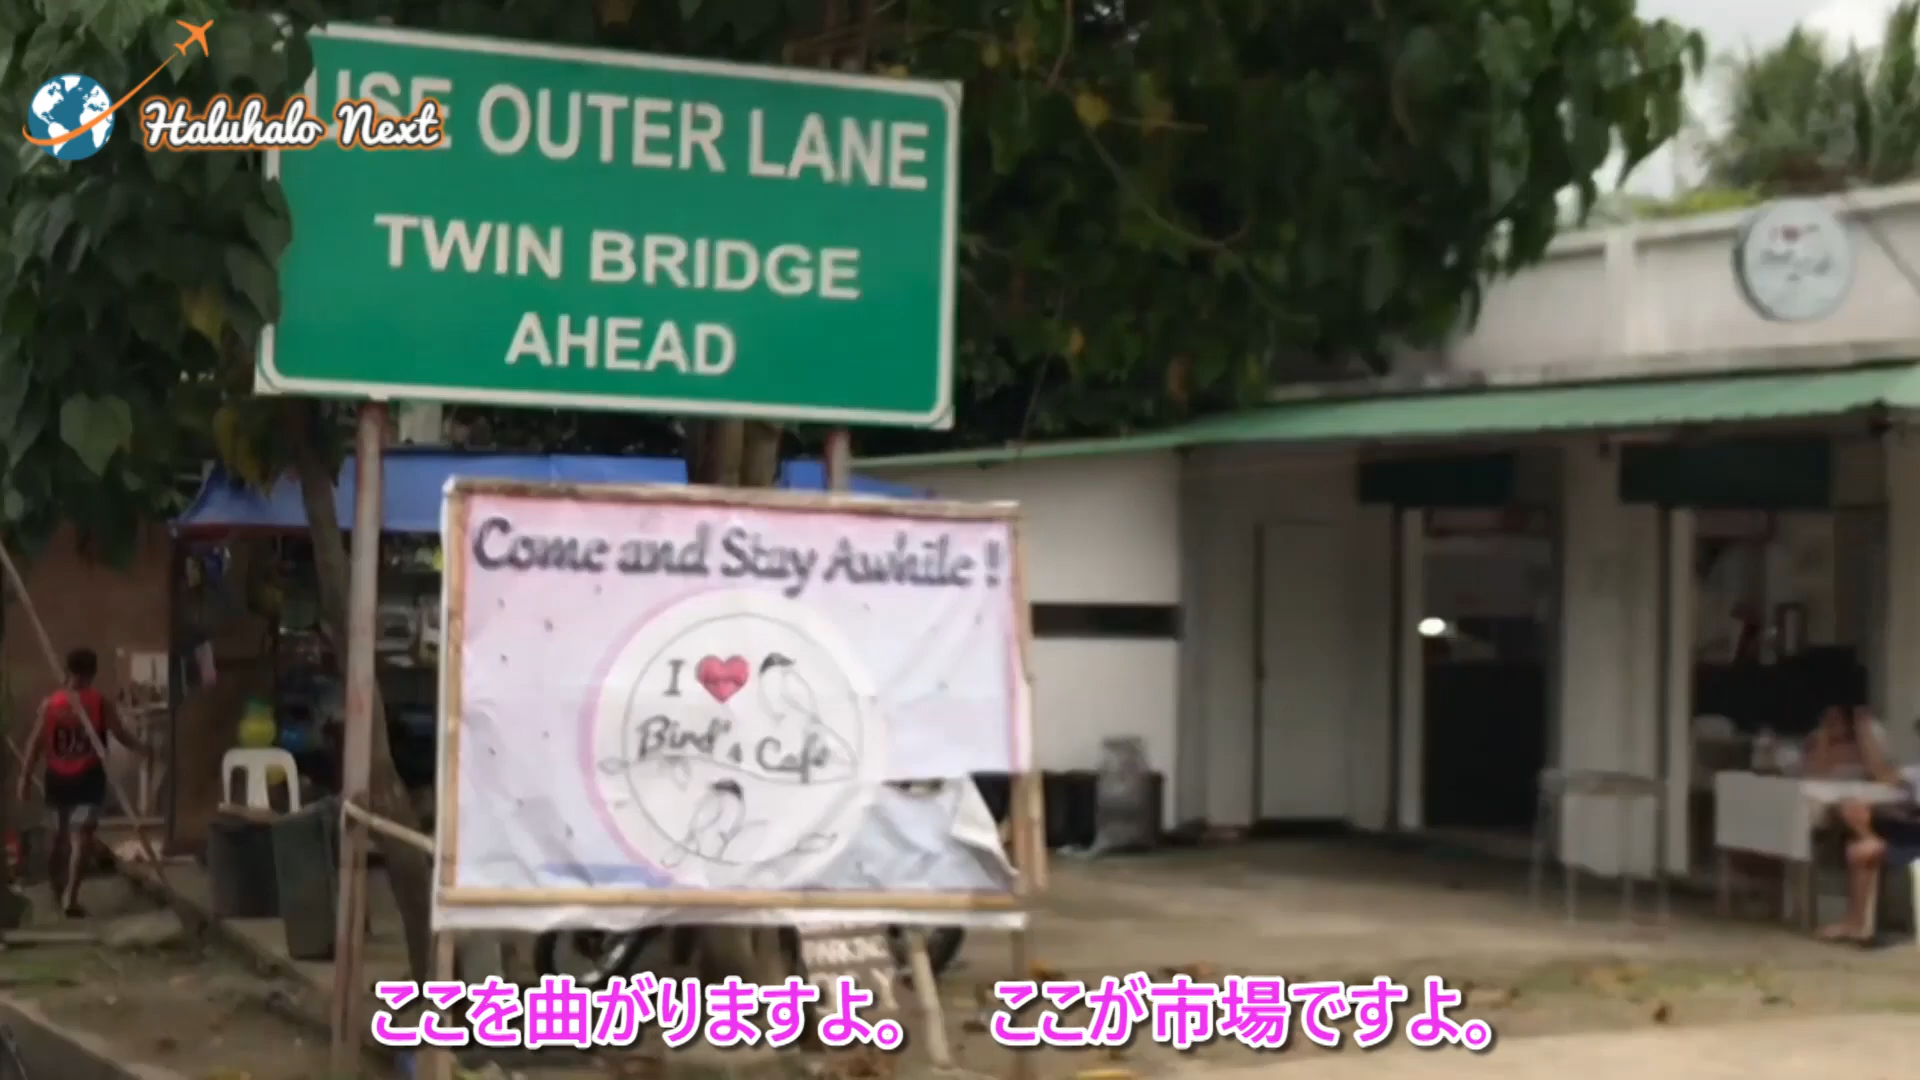 Haluhalo Next
USE OUTER LANE
TWIN BRIDGE
AHEAD
Come and Stay Awhile!
I
Bird's Cafe
PARKING
ここを曲がりますよ。 ここが市場ですよ。